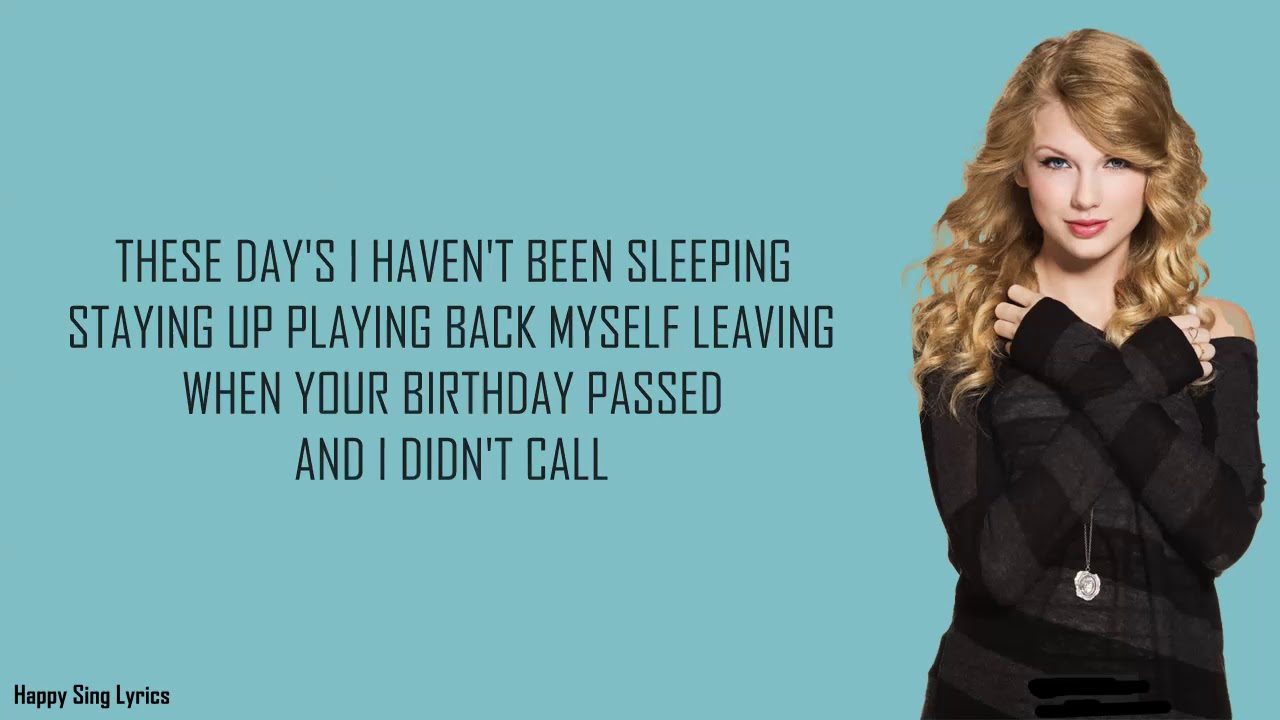 THESE DAY'S I HAVEN'T BEEN SLEEPING
STAYING UP PLAYING BACK MYSELF LEAVING
WHEN YOUR BIRTHDAY PASSED
AND I DIDN'T CALL
Happy Sing Lyrics